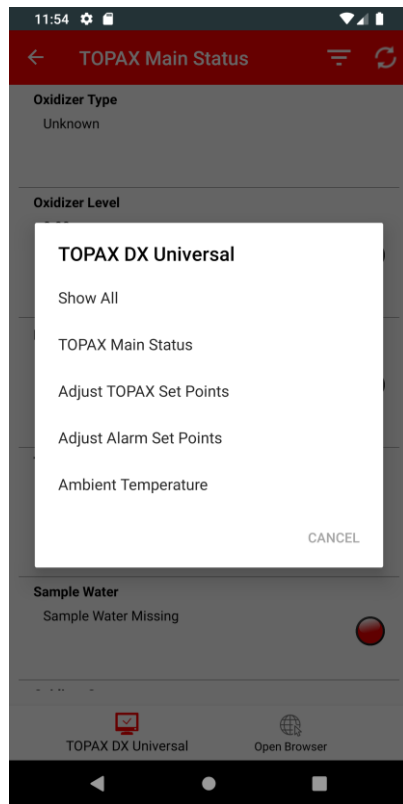 11:54
TOPAX Main Status
Oxidizer Type
Unknown
Oxidizer Level
TOPAX DX Universal
Show All
TOPAX Main Status
Adjust TOPAX Set Points
Adjust Alarm Set Points
Ambient Temperature
CANCEL
Sample Water
Sample Water Missing
TOPAX DX Universal
Open Browser